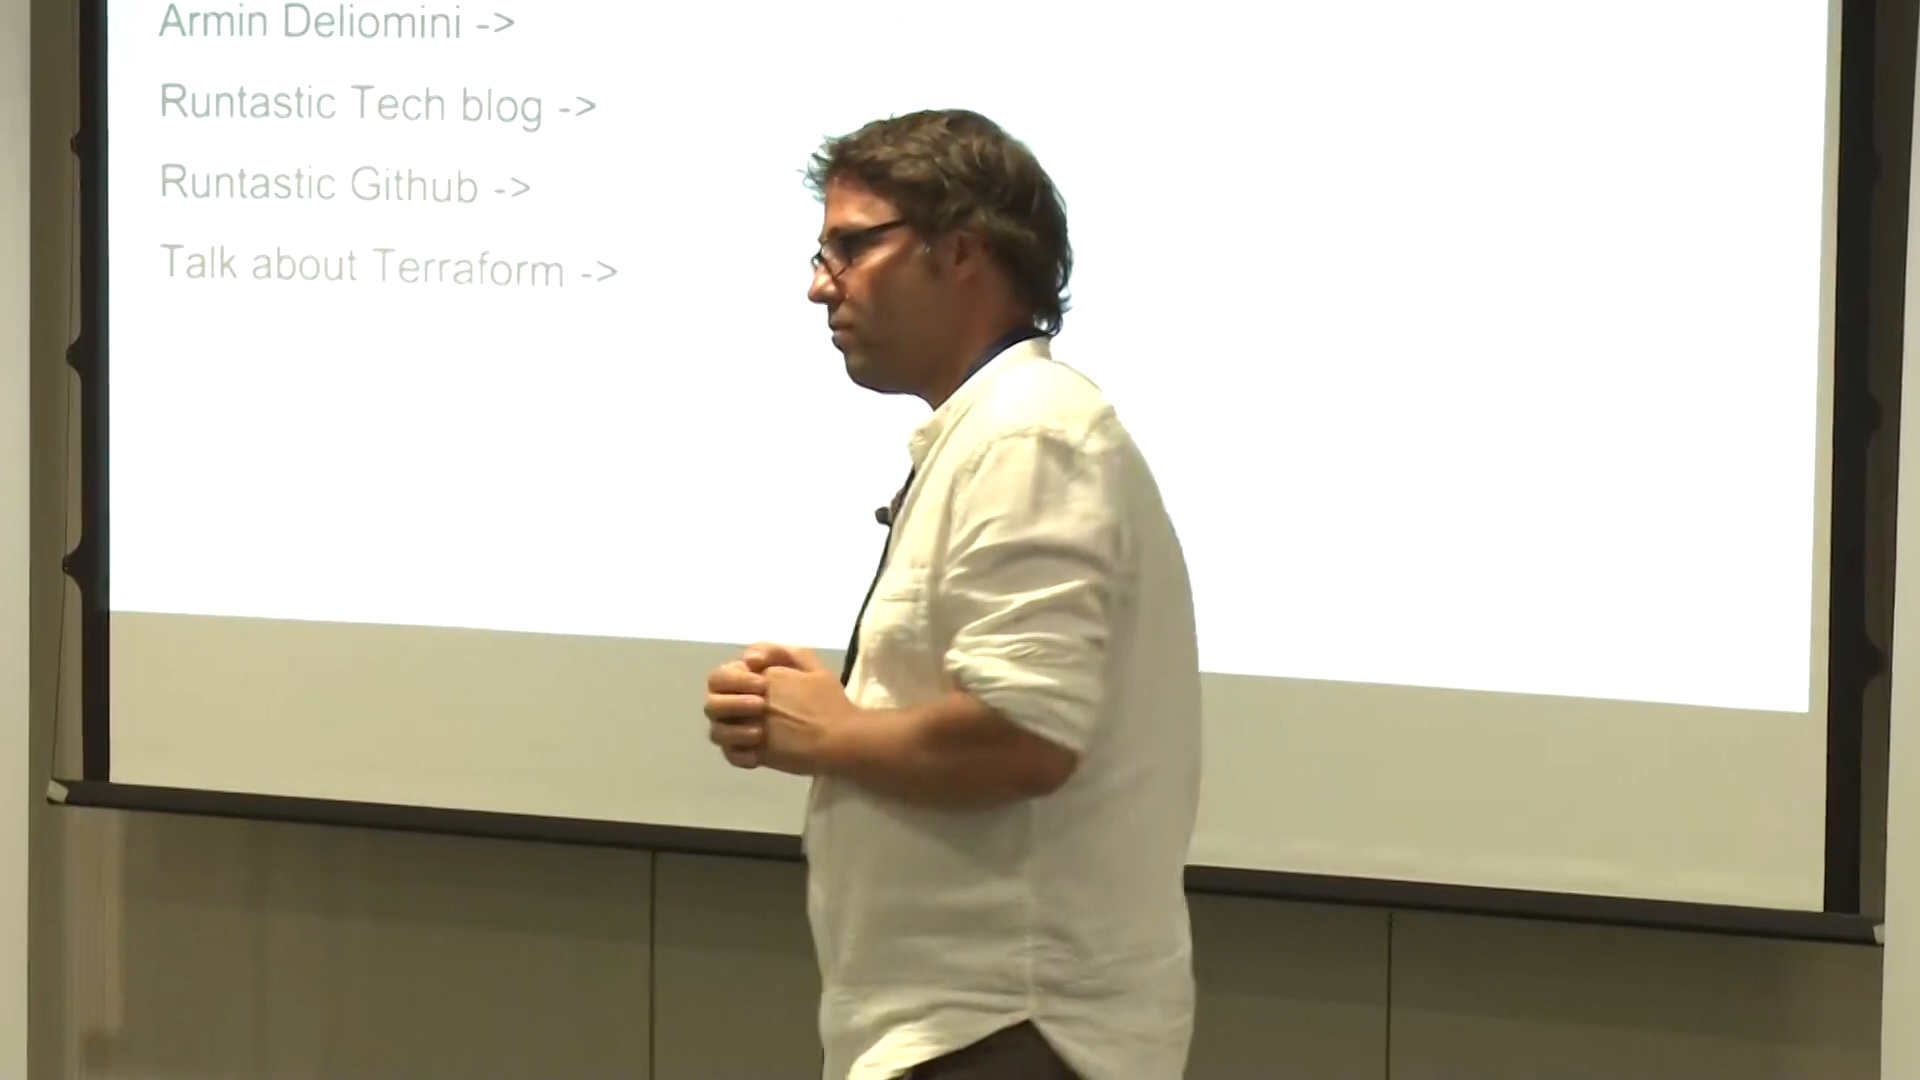 Armin Deliomini ->
Runtastic Tech blog ->
Runtastic Github ->
Talk about Terraform ->